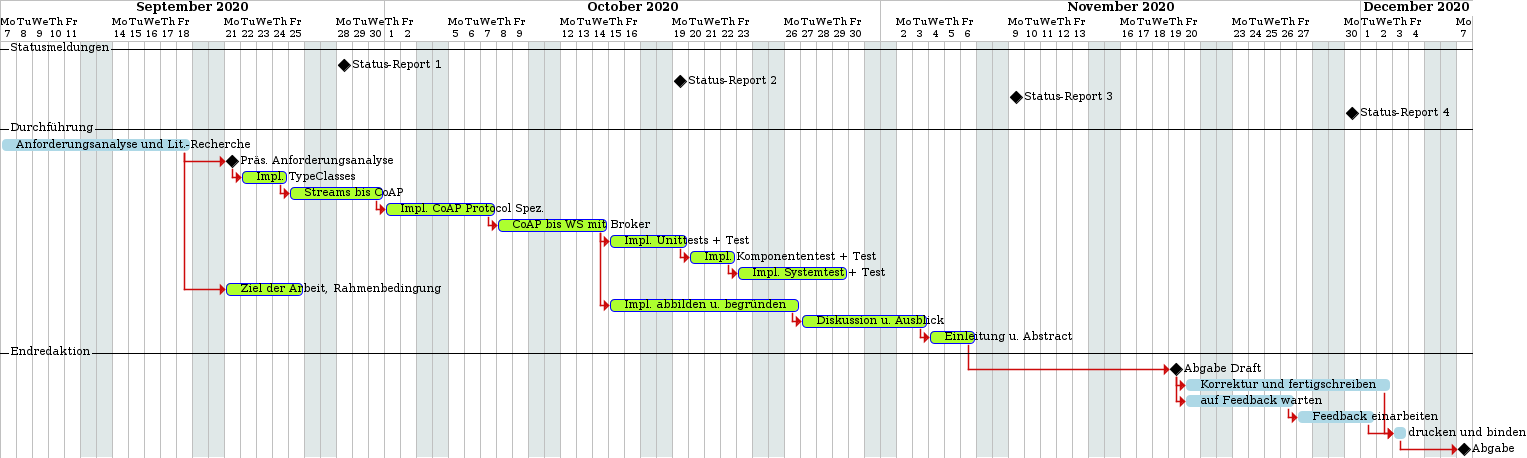 September 2020 October 2020 November 2020 December 2020
Mo Tu We Th Fr Mo Tu We Th Fr Mo Tu We Th Fr Mo Tu We Th Fr Mo Tu We Th Fr Mo Tu We Th Fr Mo Tu We Th Fr Mo Tu We Th Fr Mo Tu We Th Fr Mo Tu We Th Fr Mo Tu We Th Fr Mo Tu We Th Fr Mo Tu We Th Fr Mo
7 8 9 10 11 14 15 16 17 18 21 22 23 24 25 28 29 30 1 2 5 6 7 8 9 12 13 14 15 16 19 20 21 22 23 26 27 28 29 30 2 3 4 5 6 9 10 11 12 13 16 17 18 19 20 23 24 25 26 27 30 1 2 3 4 7
Statusmeldungen
Status-Report 1
Status-Report 2
Status-Report 3
Status-Report 4
Durchführung
Anforderungsanalyse und Lit.-Recherche
Präs. Anforderungsanalyse
Impl. TypeClasses
Streams bis CoAP
Impl. CoAP Protocol Spez.
CoAP bis WS mit Broker
Impl. Unittests + Test
Impl. Komponententest + Test
Impl. Systemtest + Test
Ziel der Arbeit, Rahmenbedingung
Impl. abbilden u. begründen
Diskussion u. Ausblick
Einleitung u. Abstract
Endredaktion
Abgabe Draft
Korrektur und fertigschreiben
auf Feedback warten
Feedback einarbeiten
drucken und binden
Abgabe